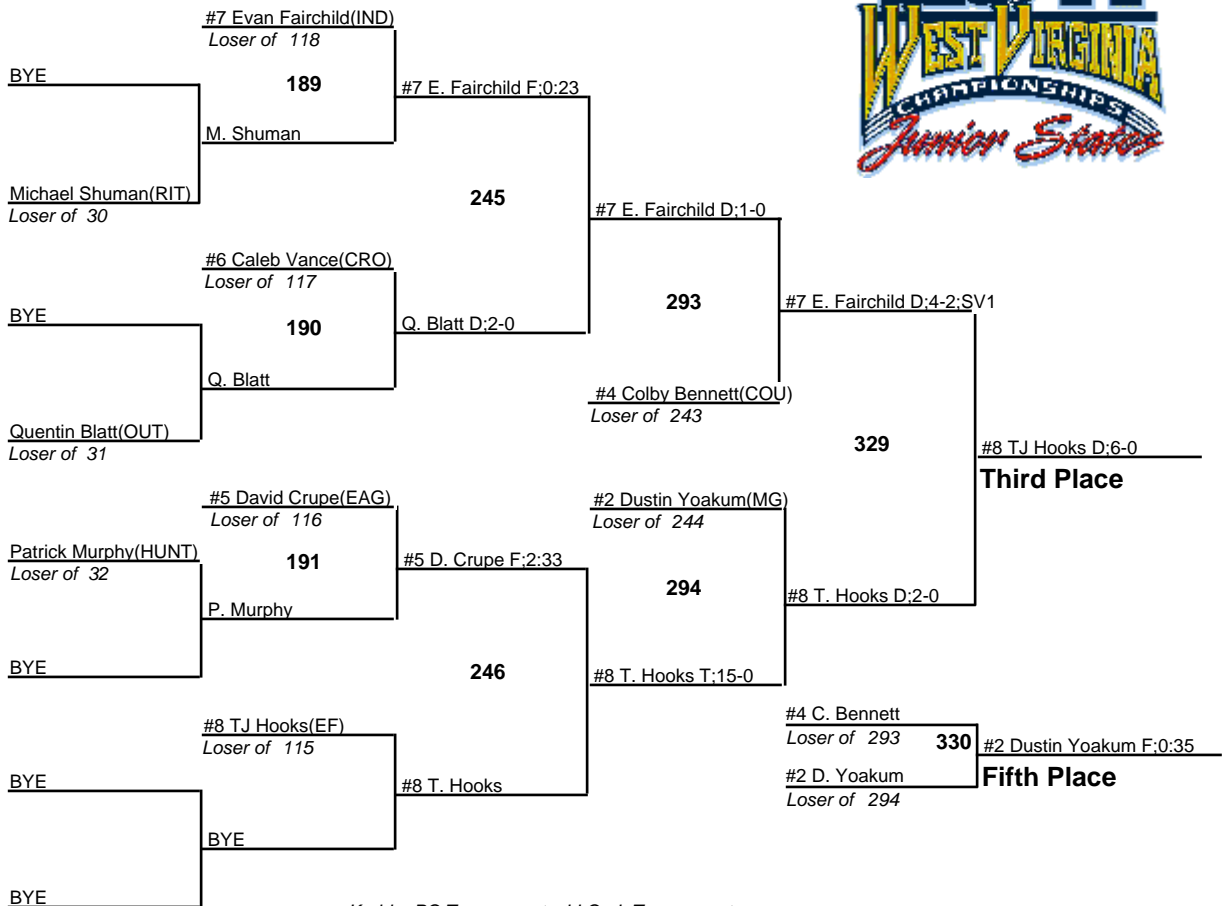 #7 Evan Fairchild(IND)
Loser of 118
WEST VIRGINIA
CHAMPIONSHIPS
Junior States
BYE
189
#7 E. Fairchild F;0:23
M. Shuman
Michael Shuman(RIT)
Loser of 30
245
#7 E. Fairchild D;1-0
#6 Caleb Vance(CRO)
Loser of 117
BYE
190
Q. Blatt D;2-0
293
#7 E. Fairchild D;4-2;SV1
Q. Blatt
#4 Colby Bennett(COU)
Loser of 243
Quentin Blatt(OUT)
Loser of 31
329
#8 TJ Hooks D;6-0
Third Place
#5 David Crupe(EAG)
Loser of 116
#2 Dustin Yoakum(MG)
Loser of 244
Patrick Murphy(HUNT)
Loser of 32
191
#5 D. Crupe F;2:33
294
#8 T. Hooks D;2-0
P. Murphy
BYE
246
#8 T. Hooks T;15-0
#8 TJ Hooks(EF)
Loser of 115
#4 C. Bennett
Loser of 293
330
#2 Dustin Yoakum F;0:35
Fifth Place
#2 D. Yoakum
Loser of 294
BYE
#8 T. Hooks
BYE
BYE